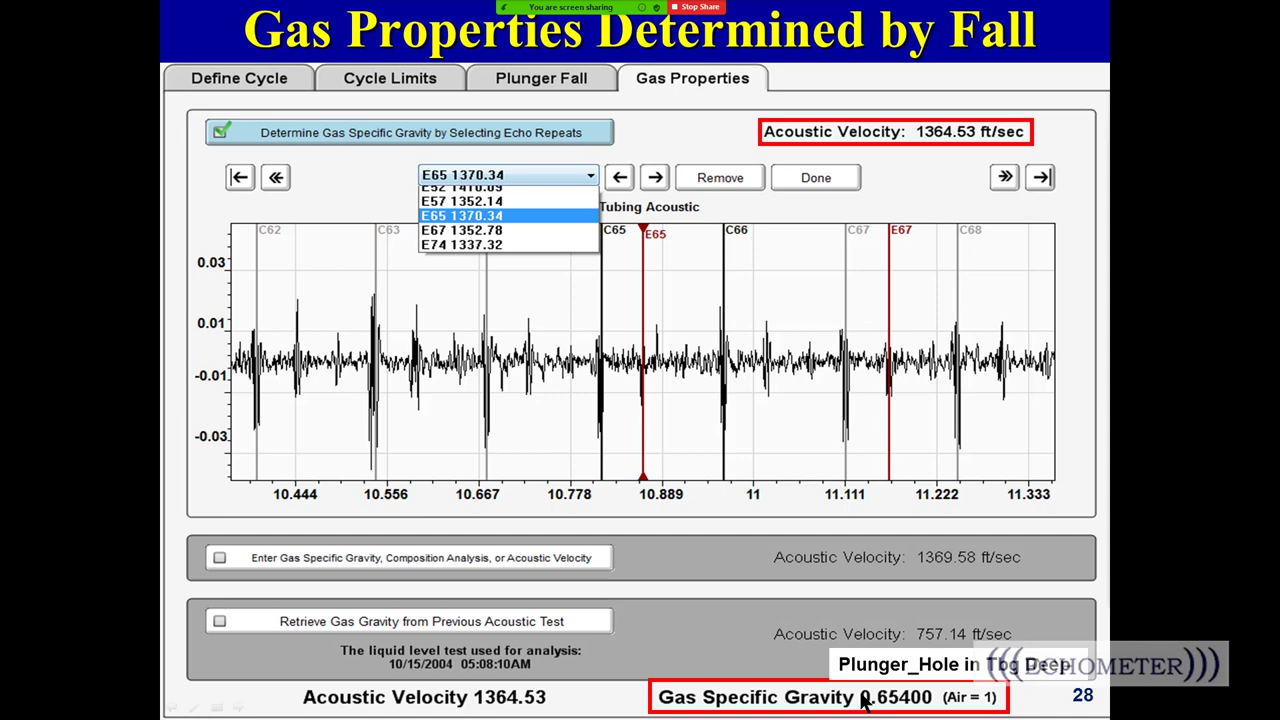 You are screen sharing
Stop Share
Gas Properties Determined by Fall
Define Cycle
Cycle Limits
Plunger Fall
Gas Properties
Determine Gas Specific Gravity by Selecting Echo Repeats
Acoustic Velocity: 1364.53 ft/sec
E65 1370.34
Remove
Done
E52 1410.09
E57 1352.14
E65 1370.34
E67 1352.78
E74 1337.32
Tubing Acoustic
C62
C63
C65
E65
C66
C67
E67
C68
0.03
0.01
-0.01
-0.03
10.444 10.556 10.667 10.778 10.889 11 11.111 11.222 11.333
Enter Gas Specific Gravity, Composition Analysis, or Acoustic Velocity
Acoustic Velocity: 1369.58 ft/sec
Retrieve Gas Gravity from Previous Acoustic Test
Acoustic Velocity: 757.14 ft/sec
The liquid level test used for analysis:
10/15/2004 05:08:10AM
Plunger_Hole in Tbg Deep
(((ECHOMETER)))
Acoustic Velocity 1364.53
Gas Specific Gravity 0.65400 (Air = 1)
28